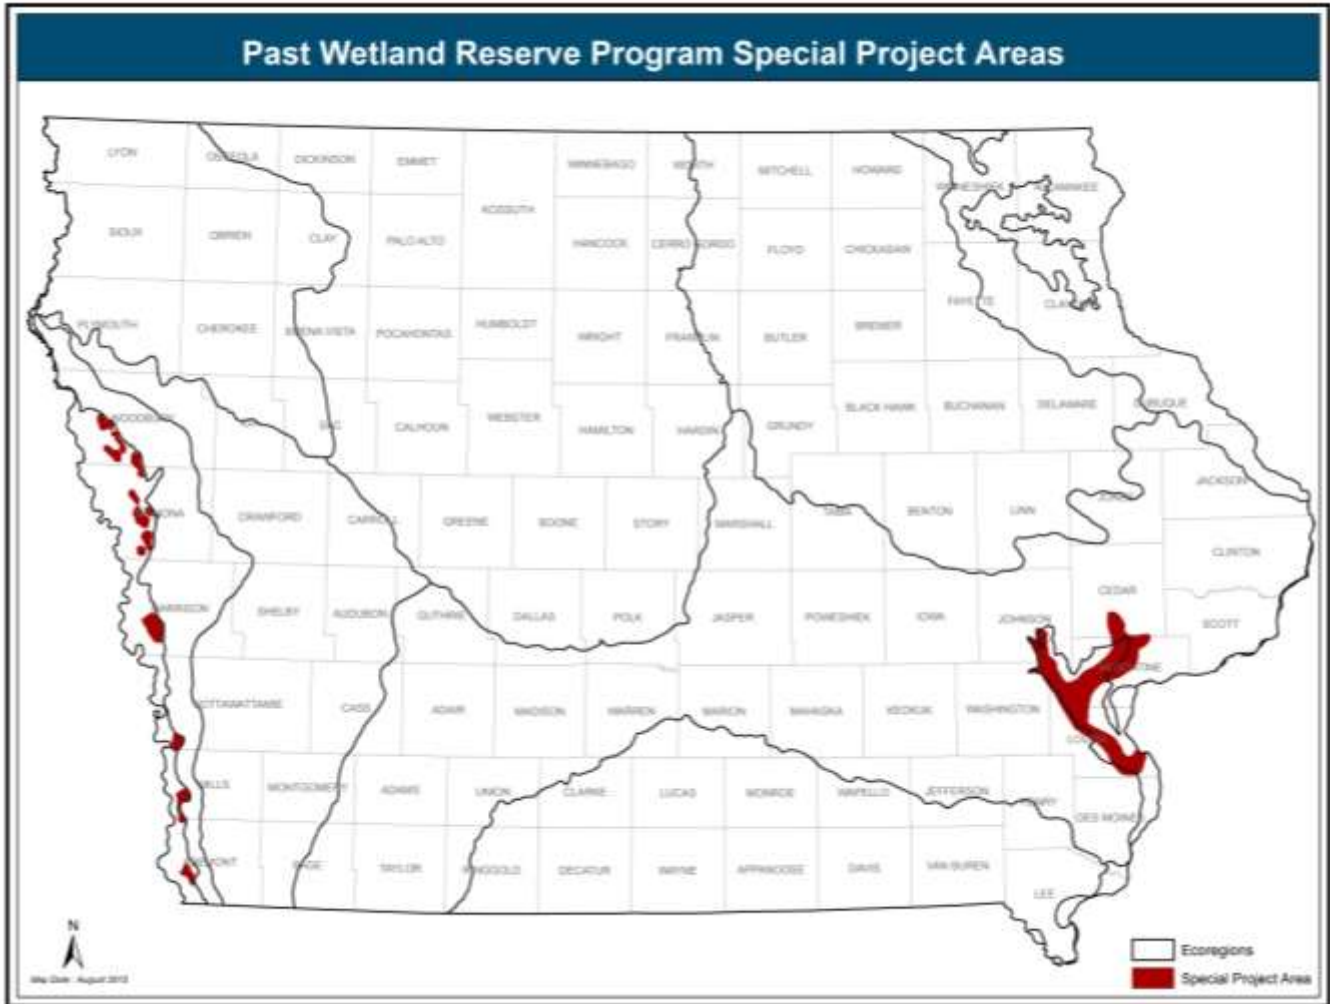 Past Wetland Reserve Program Special Project Areas
LYON
OSCEOLA
DICKINSON
EMMET
WINNEBAGO
WORTH
MITCHELL
HOWARD
WINNESHIEK
ALLAMAKEE
KOSSUTH
SIOUX
OBRIEN
CLAY
PALO ALTO
HANCOCK
CERRO GORDO
FLOYD
CHICKASAW
FAYETTE
PLYMOUTH
CHEROKEE
BUENA VISTA
POCAHONTAS
HUMBOLDT
WRIGHT
FRANKLIN
BUTLER
BREMER
WOODBURY
SAC
CALHOUN
WEBSTER
HAMILTON
HARDIN
GRUNDY
BLACK HAWK
BUCHANAN
DELAWARE
DUBUQUE
CRAWFORD
CARROLL
GREENE
BOONE
STORY
MARSHALL
TAMA
BENTON
LINN
JONES
JACKSON
CLINTON
CEDAR
HARRISON
SHELBY
AUDUBON
GUTHRIE
DALLAS
POLK
JASPER
POWESHIEK
IOWA
JOHNSON
SCOTT
POTTAWATTAMIE
CASS
ADAIR
MADISON
WARREN
MARION
MAHASKA
KEOKUK
WASHINGTON
MILLS
MONTGOMERY
ADAMS
UNION
CLARKE
LUCAS
MONROE
WAPELLO
JEFFERSON
HENRY
DES MOINES
PAGE
TAYLOR
RINGGOLD
DECATUR
WAYNE
APPANOOSE
DAVIS
VAN BUREN
LEE
N
Map Date: August 2013
Ecoregions
Special Project Area